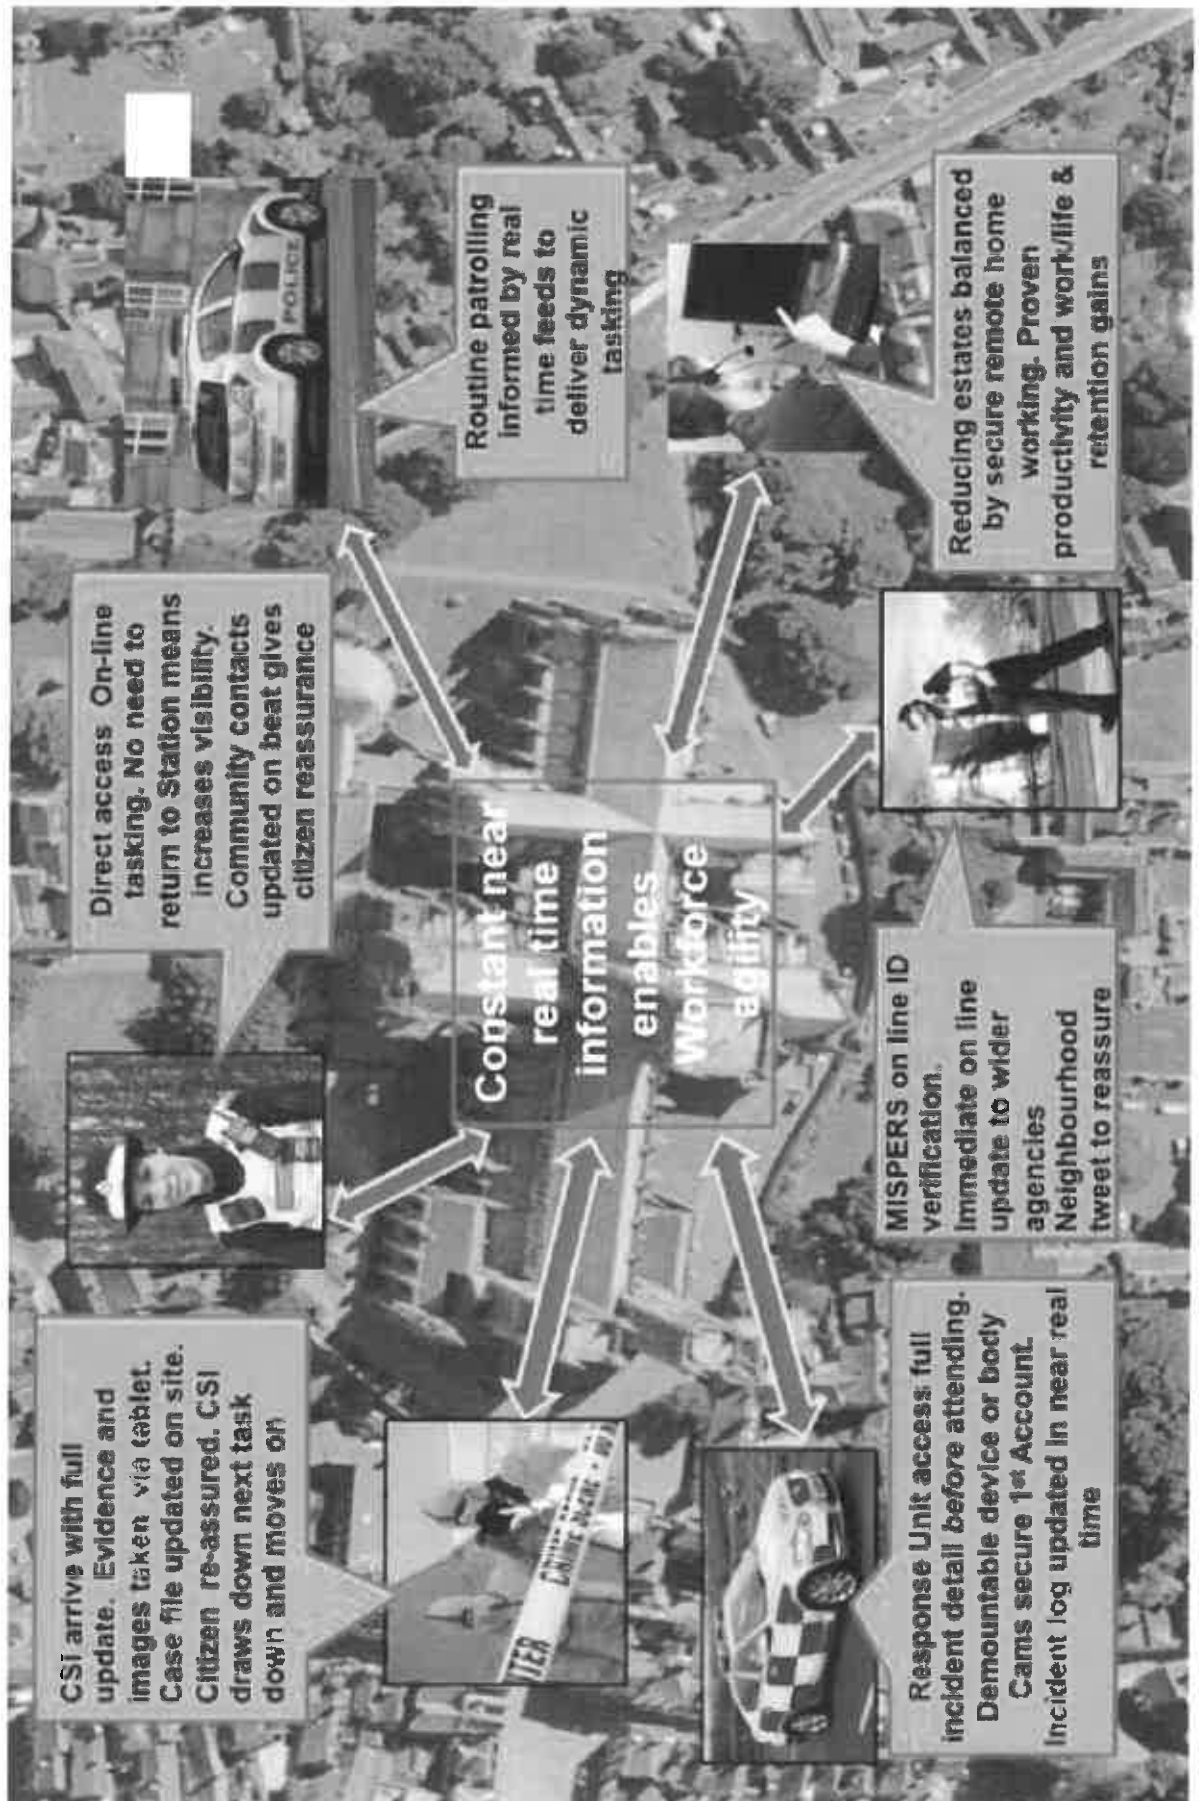 CSI arrive with full
update. Evidence and
images taken via tablet.
Case file updated on site.
Citizen re-assured. CSI
draws down next task
down and moves on
Direct access On-line
tasking. No need to
return to Station means
increases visibility.
Community contacts
updated on beat gives
citizen reassurance
POLICE
Routine patrolling
informed by real
time feeds to
deliver dynamic
tasking
Constant near
real time
information
enables
Workforce
agility
Response Unit access full
incident detail before attending.
Demountable device or body
Cams secure 1st Account.
Incident log updated in near real
time
MISPERS on line ID
verification.
Immediate on line
update to wider
agencies
Neighbourhood
tweet to reassure
Reducing estates balanced
by secure remote home
working. Proven
productivity and work/life &
retention gains